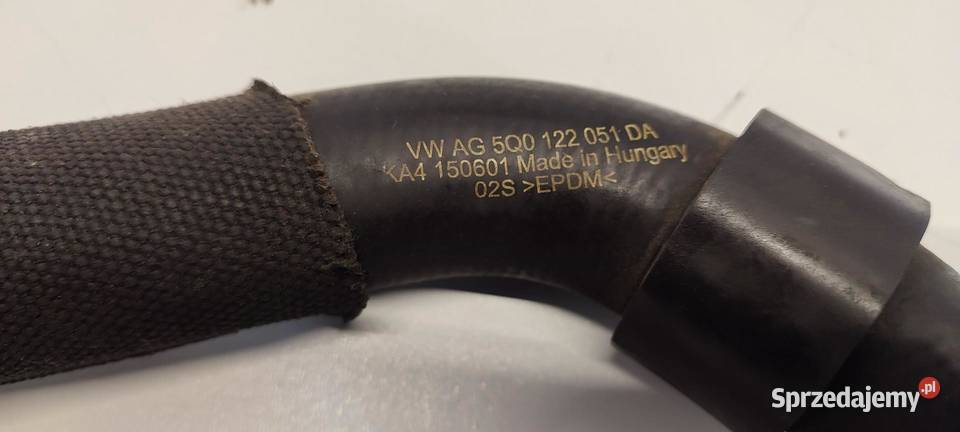 VW AG 5Q0 122 051 DA
KA4 150601 Made in Hungary
02S >EPDM<
Sprzedajemy.pl